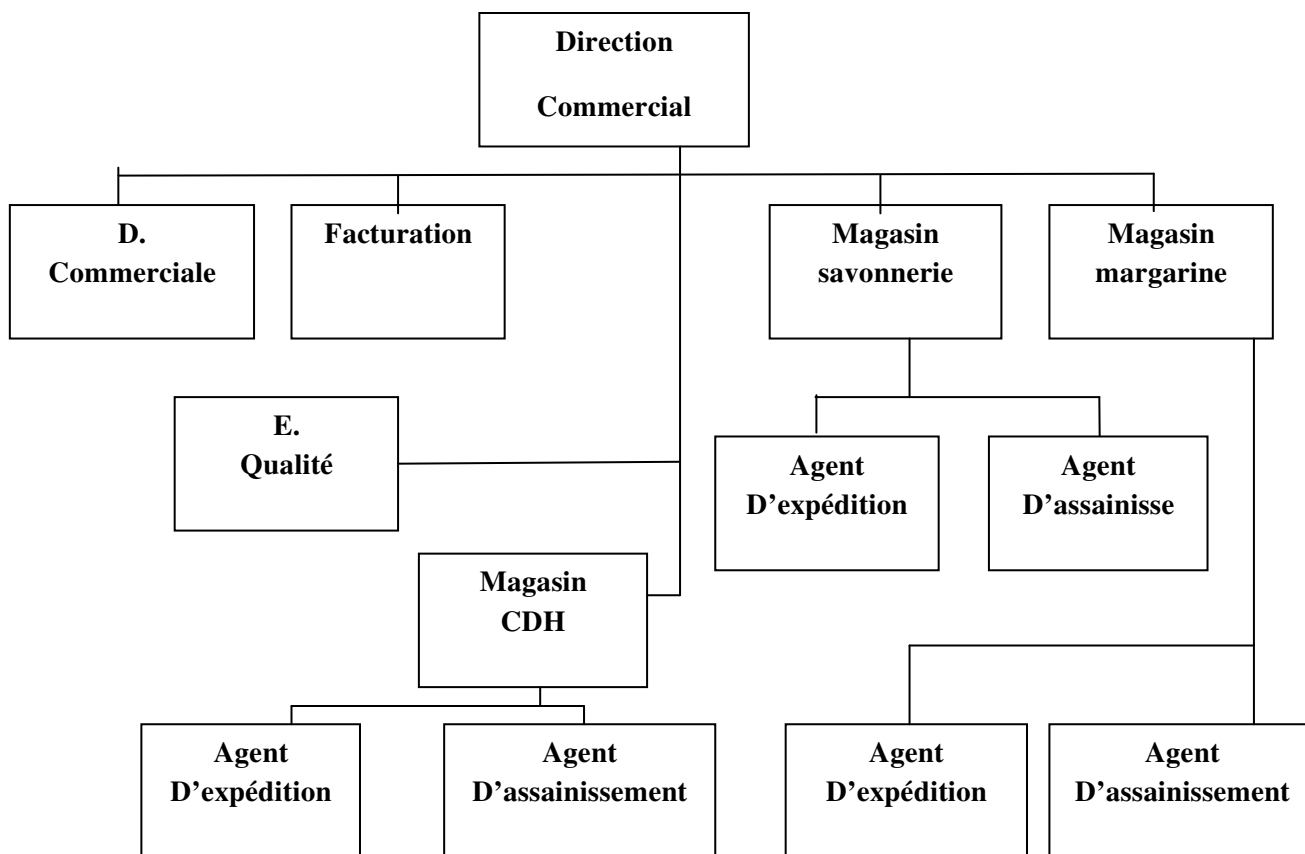 Direction
Commercial
D.
Commerciale
Facturation
Magasin
savonnerie
Magasin
margarine
E.
Qualité
Agent
D’expédition
Agent
D’assainisse
Magasin
CDH
Agent
D’expédition
Agent
D’assainissement
Agent
D’expédition
Agent
D’assainissement